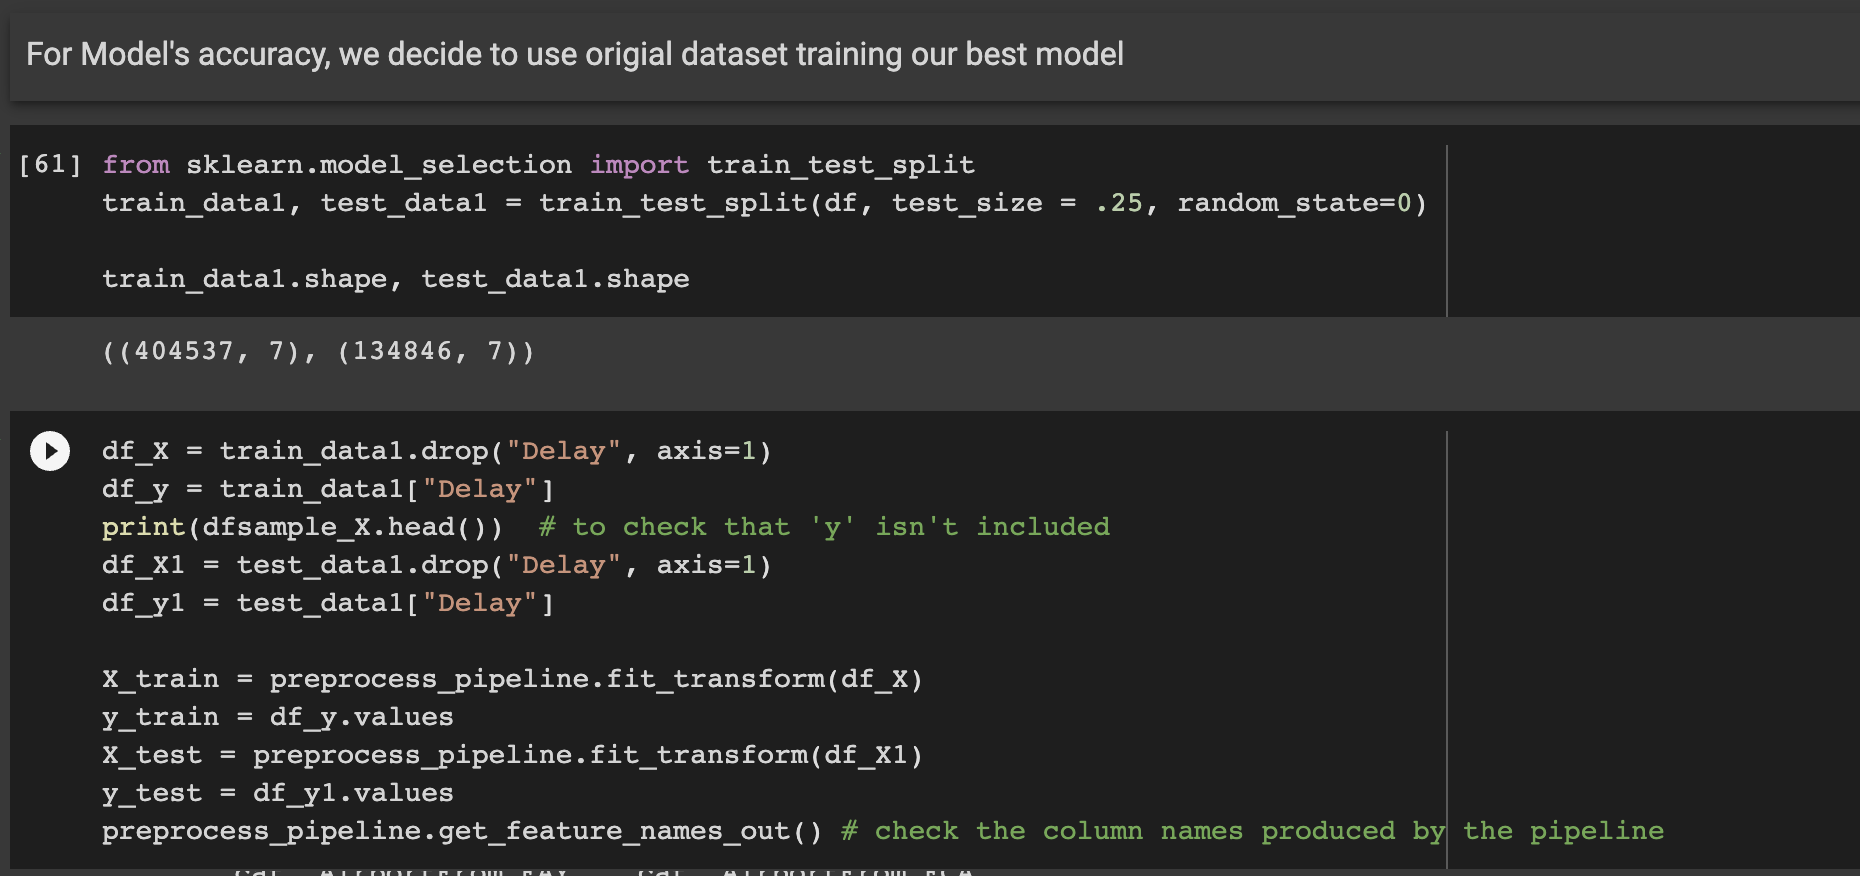 For Model's accuracy, we decide to use origial dataset training our best model
[61] from sklearn.model_selection import train_test_split
train_data1, test_data1 = train_test_split(df, test_size = .25, random_state=0)
train_data1.shape, test_data1.shape
((404537, 7), (134846, 7))
df_X = train_data1.drop("Delay", axis=1)
df_y = train_data1["Delay"]
print(dfsample_X.head())  # to check that 'y' isn't included
df_X1 = test_data1.drop("Delay", axis=1)
df_y1 = test_data1["Delay"]
X_train = preprocess_pipeline.fit_transform(df_X)
y_train = df_y.values
X_test = preprocess_pipeline.fit_transform(df_X1)
y_test = df_y1.values
preprocess_pipeline.get_feature_names_out() # check the column names produced by the pipeline